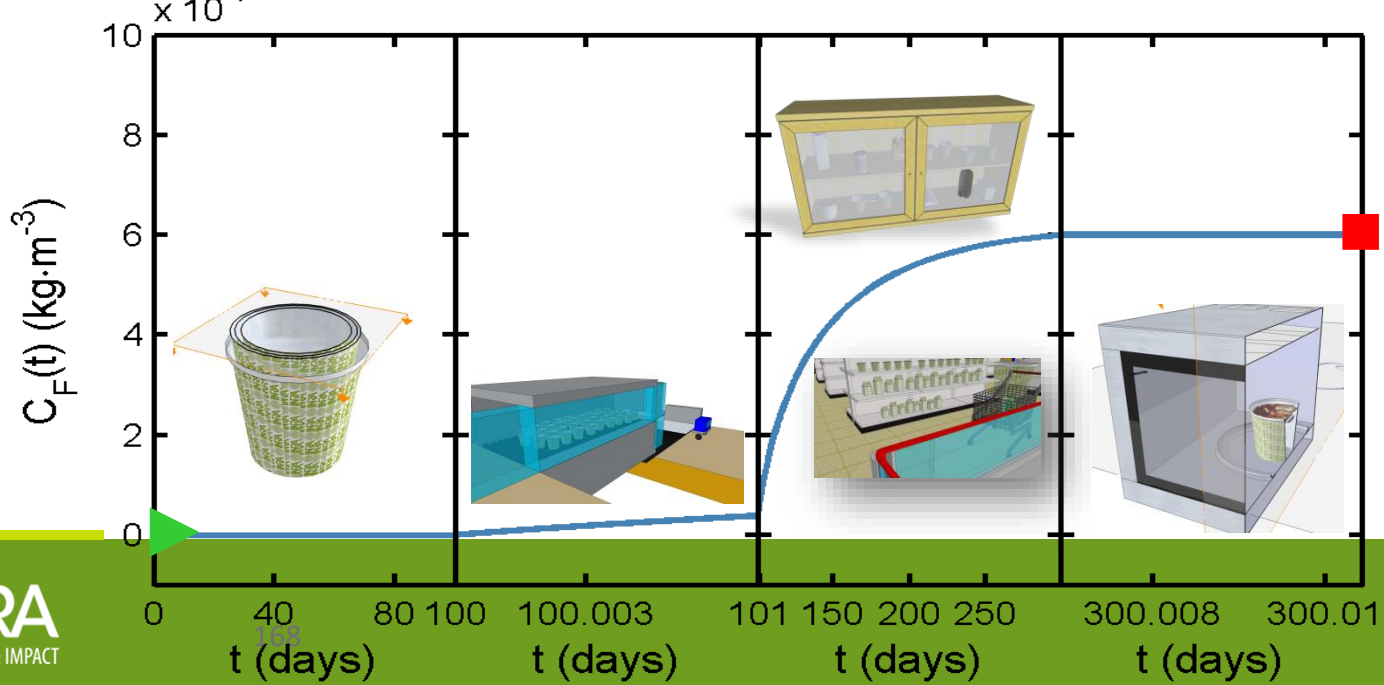 x 10
10
8
6
4
2
0
C_F(t) (kg·m⁻³)
0 40 80 100 100.003 101 150 200 250 300.008 300.01
168
t (days) t (days) t (days) t (days)
RA
IMPACT